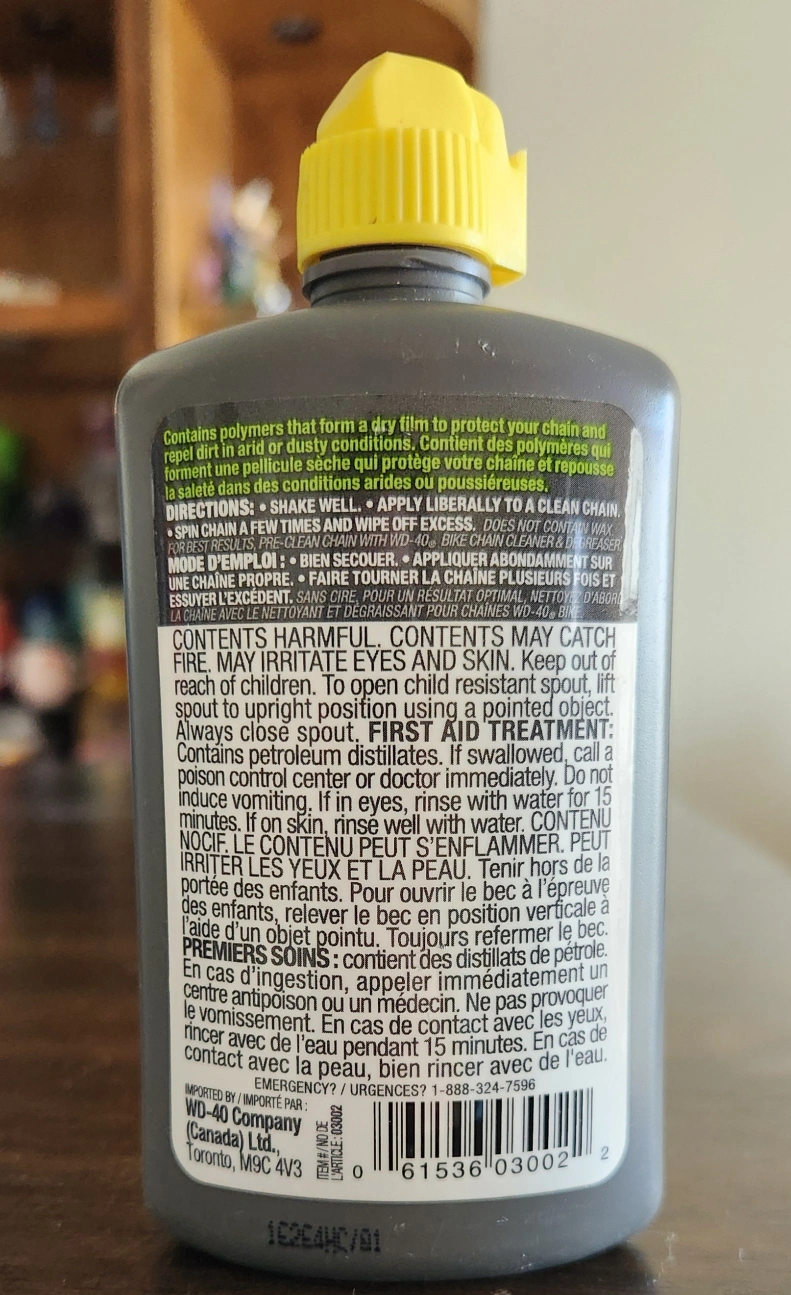 Contains polymers that form a dry film to protect your chain and
repel dirt in arid or dusty conditions. Contient des polymères qui
forment une pellicule sèche qui protège votre chaîne et repousse
la saleté dans des conditions arides ou poussiéreuses.
DIRECTIONS: • SHAKE WELL. • APPLY LIBERALLY TO A CLEAN CHAIN.
• SPIN CHAIN A FEW TIMES AND WIPE OFF EXCESS. DOES NOT CONTAIN WAX.
FOR BEST RESULTS, PRE-CLEAN CHAIN WITH WD-40® BIKE CHAIN CLEANER & DEGREASER.
MODE D'EMPLOI : • BIEN SECOUER. • APPLIQUER ABONDAMMENT SUR
UNE CHAÎNE PROPRE. • FAIRE TOURNER LA CHAÎNE PLUSIEURS FOIS ET
ESSUYER L'EXCÉDENT. SANS CIRE, POUR UN RÉSULTAT OPTIMAL, NETTOYEZ D'ABORD
LA CHAÎNE AVEC LE NETTOYANT ET DÉGRAISSANT POUR CHAÎNES WD-40® BIKE.
CONTENTS HARMFUL. CONTENTS MAY CATCH
FIRE. MAY IRRITATE EYES AND SKIN. Keep out of
reach of children. To open child resistant spout, lift
spout to upright position using a pointed object.
Always close spout. FIRST AID TREATMENT:
Contains petroleum distillates. If swallowed, call a
poison control center or doctor immediately. Do not
induce vomiting. If in eyes, rinse with water for 15
minutes. If on skin, rinse well with water. CONTENU
NOCIF. LE CONTENU PEUT S'ENFLAMMER. PEUT
IRRITER LES YEUX ET LA PEAU. Tenir hors de la
portée des enfants. Pour ouvrir le bec à l'épreuve
des enfants, relever le bec en position verticale à
l'aide d'un objet pointu. Toujours refermer le bec.
PREMIERS SOINS : contient des distillats de pétrole.
En cas d'ingestion, appeler immédiatement un
centre antipoison ou un médecin. Ne pas provoquer
le vomissement. En cas de contact avec les yeux,
rincer avec de l'eau pendant 15 minutes. En cas de
contact avec la peau, bien rincer avec de l'eau.
EMERGENCY? / URGENCES? 1-888-324-7596
IMPORTED BY / IMPORTÉ PAR :
WD-40 Company
(Canada) Ltd.,
Toronto, M9C 4V3
ITEM # / NO DE
L'ARTICLE : 03002
0 61536 03002 2
1E2E4HC/01